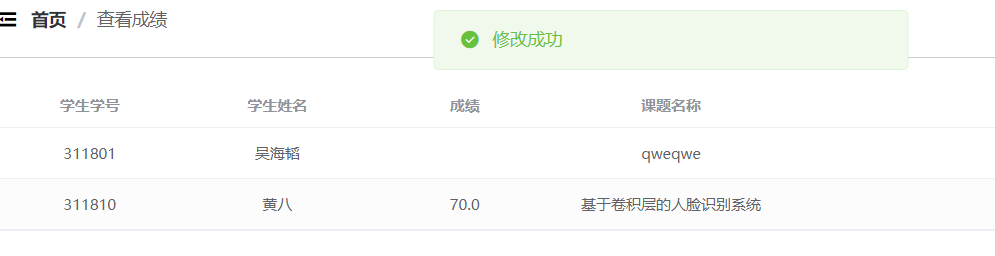 首页 / 查看成绩
修改成功
学生学号 学生姓名 成绩 课题名称
311801 吴海韬 qweqwe
311810 黄八 70.0 基于卷积层的人脸识别系统